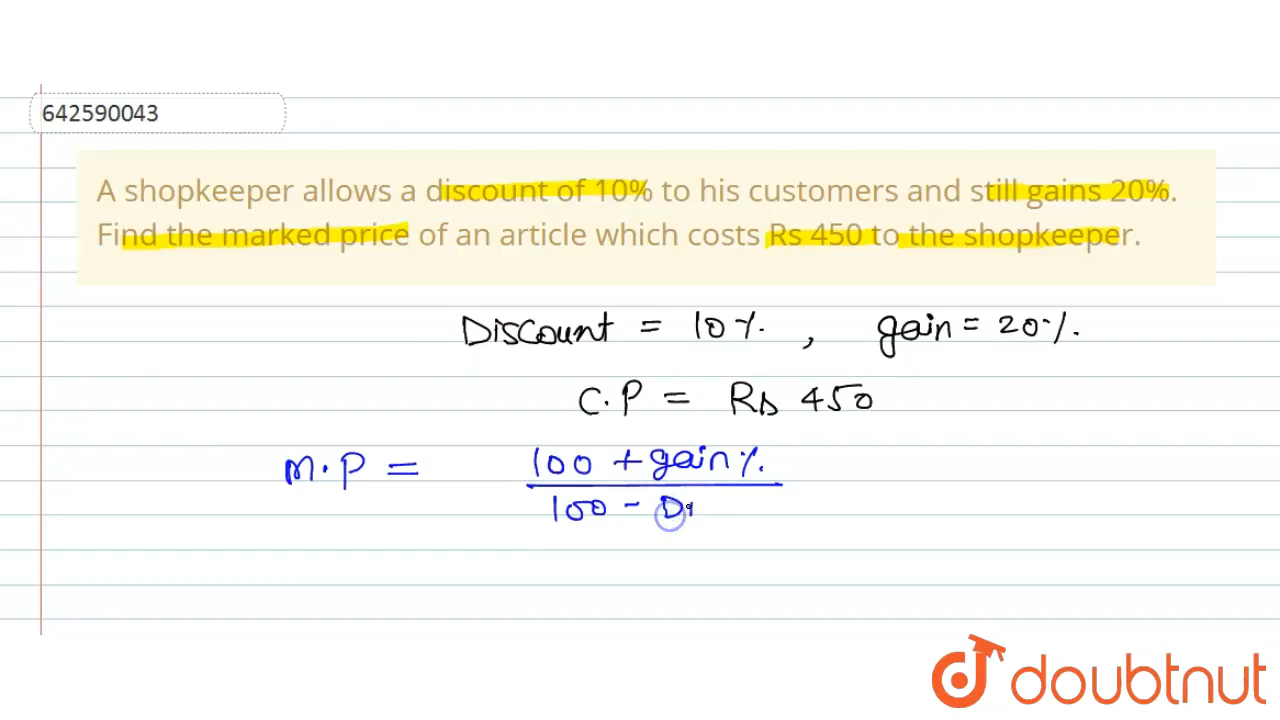 642590043
A shopkeeper allows a discount of 10% to his customers and still gains 20%.
Find the marked price of an article which costs Rs 450 to the shopkeeper.
Discount = 10%. , gain = 20%.
C.P = Rs 450
M.P = 100 + gain%.
100 - Di
doubtnut